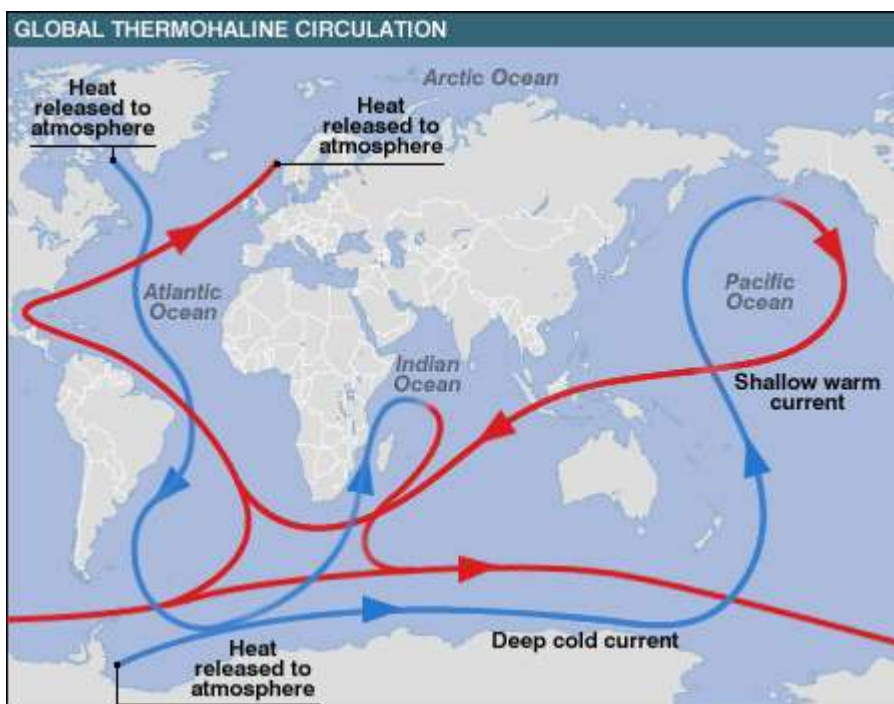 GLOBAL THERMOHALINE CIRCULATION
Arctic Ocean
Heat
released to
atmosphere
Heat
released to
atmosphere
Atlantic
Ocean
Pacific
Ocean
Indian
Ocean
Shallow warm
current
Deep cold current
Heat
released to
atmosphere